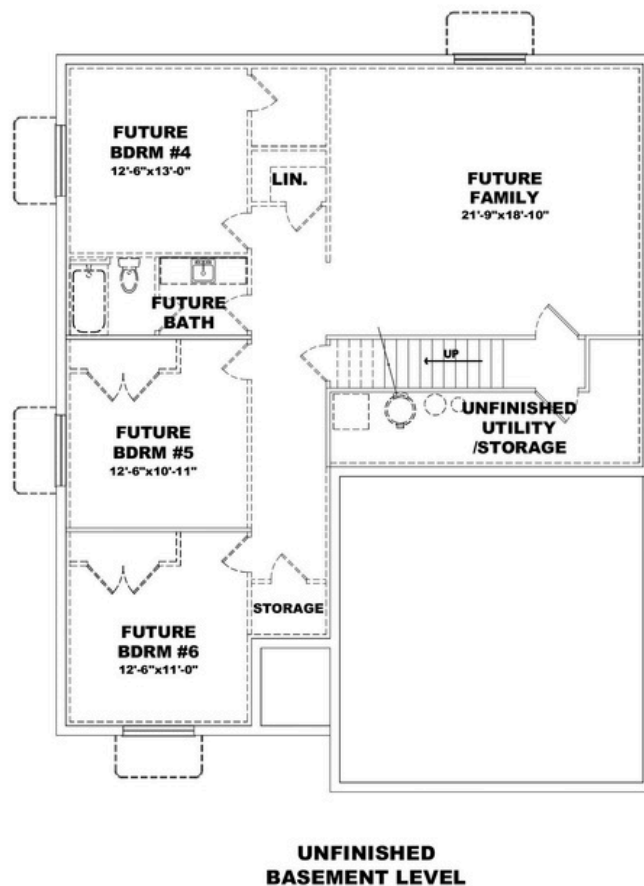 FUTURE
BDRM #4
12'-6"x13'-0"
LIN.
FUTURE
FAMILY
21'-9"x18'-10"
FUTURE
BATH
UP
UNFINISHED
UTILITY
/STORAGE
FUTURE
BDRM #5
12'-6"x10'-11"
STORAGE
FUTURE
BDRM #6
12'-6"x11'-0"
UNFINISHED
BASEMENT LEVEL